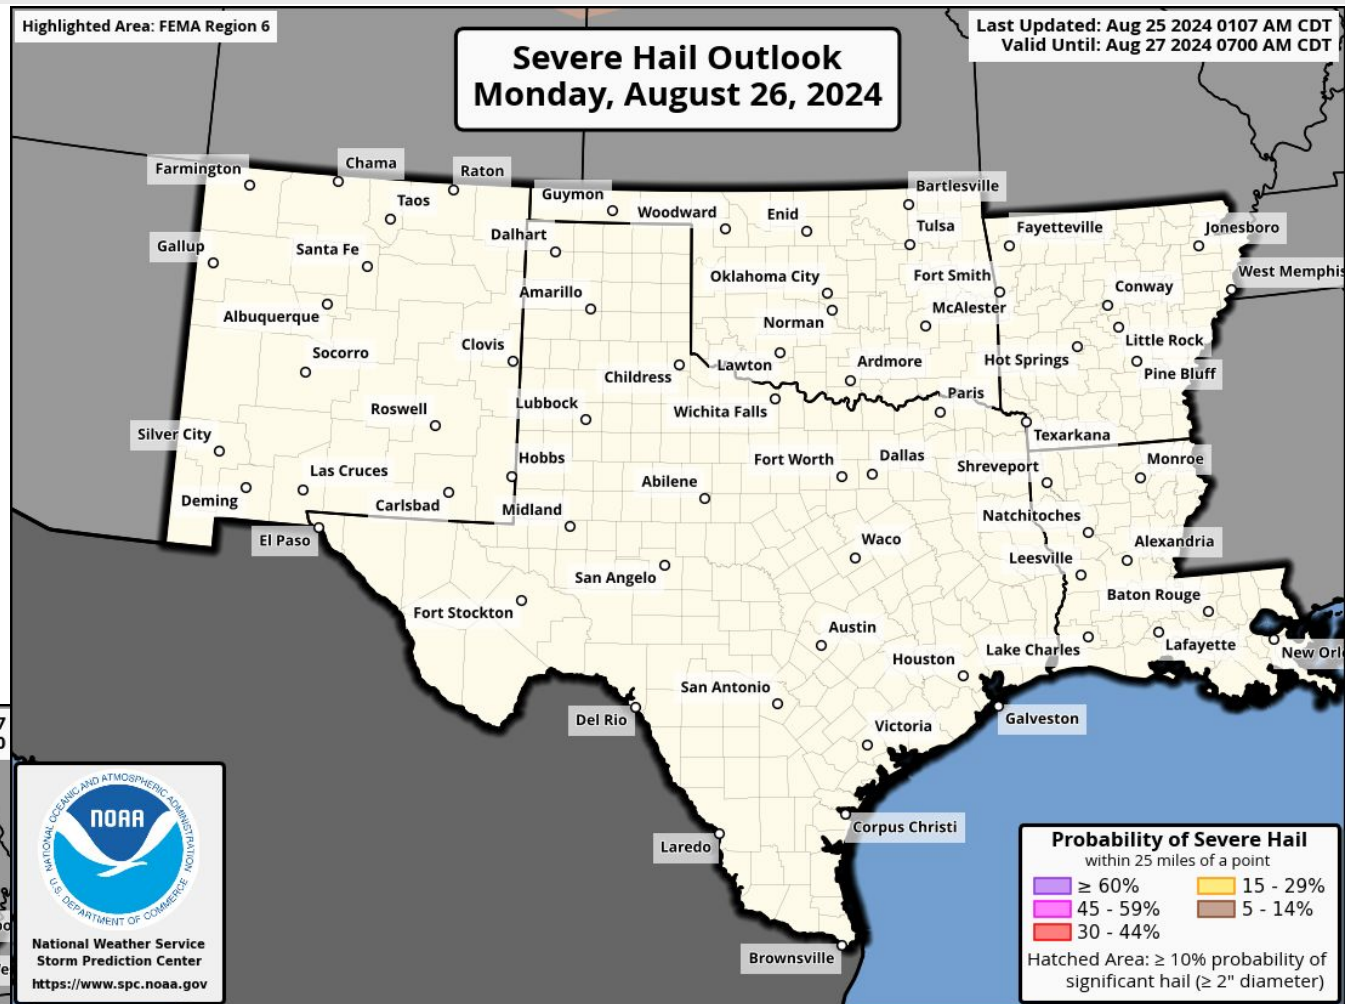 Highlighted Area: FEMA Region 6
Last Updated: Aug 25 2024 0107 AM CDT
Valid Until: Aug 27 2024 0700 AM CDT
Severe Hail Outlook
Monday, August 26, 2024
Farmington
Chama
Raton
Taos
Guymon
Woodward
Enid
Bartlesville
Tulsa
Fayetteville
Jonesboro
Gallup
Santa Fe
Dalhart
Oklahoma City
Fort Smith
West Memphis
Amarillo
Conway
Albuquerque
Norman
McAlester
Socorro
Clovis
Little Rock
Childress
Lawton
Ardmore
Hot Springs
Pine Bluff
Roswell
Lubbock
Wichita Falls
Paris
Silver City
Texarkana
Las Cruces
Hobbs
Fort Worth
Dallas
Shreveport
Monroe
Deming
Carlsbad
Midland
Abilene
Natchitoches
El Paso
Waco
Alexandria
San Angelo
Leesville
Fort Stockton
Baton Rouge
Austin
Lake Charles
Lafayette
New Orl
Houston
San Antonio
Del Rio
Victoria
Galveston
7
0
Corpus Christi
Laredo
Brownsville
NATIONAL OCEANIC AND ATMOSPHERIC ADMINISTRATION
NOAA
U.S. DEPARTMENT OF COMMERCE
National Weather Service
Storm Prediction Center
https://www.spc.noaa.gov
Probability of Severe Hail
within 25 miles of a point
≥ 60%
15 - 29%
45 - 59%
5 - 14%
30 - 44%
Hatched Area: ≥ 10% probability of
significant hail (≥ 2" diameter)